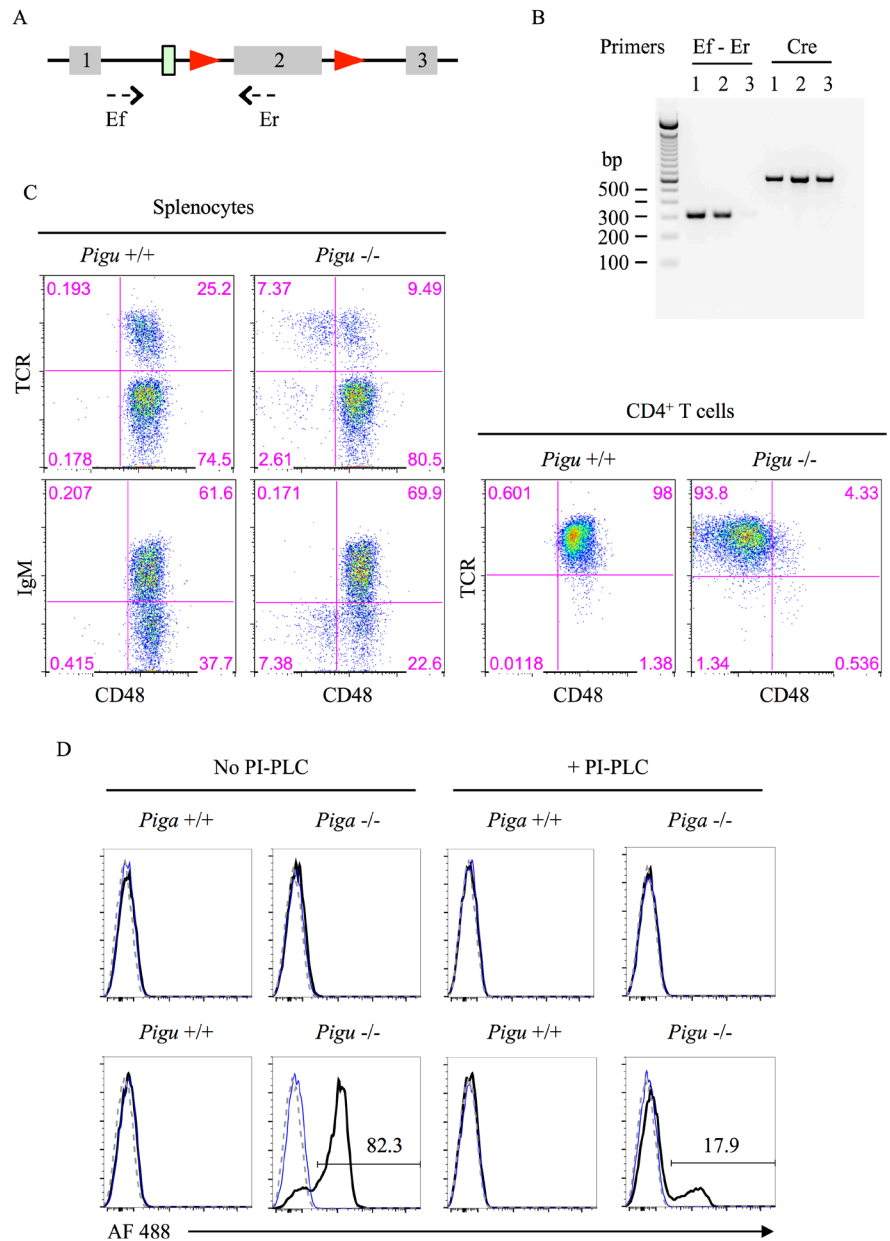 A
1
2
3
Ef
Er
B
Primers
Ef - Er
Cre
1 2 3
1 2 3
bp
500
300
200
100
C
Splenocytes
Pigu +/+
Pigu -/-
0.193
25.2
0.178
74.5
7.37
9.49
2.61
80.5
TCR
0.207
61.6
0.415
37.7
0.171
69.9
7.38
22.6
IgM
CD48
CD48
CD4+ T cells
Pigu +/+
Pigu -/-
0.601
98
0.0118
1.38
93.8
4.33
1.34
0.536
TCR
CD48
CD48
D
No PI-PLC
+ PI-PLC
Piga +/+
Piga -/-
Piga +/+
Piga -/-
Pigu +/+
Pigu -/-
Pigu +/+
Pigu -/-
82.3
17.9
AF 488